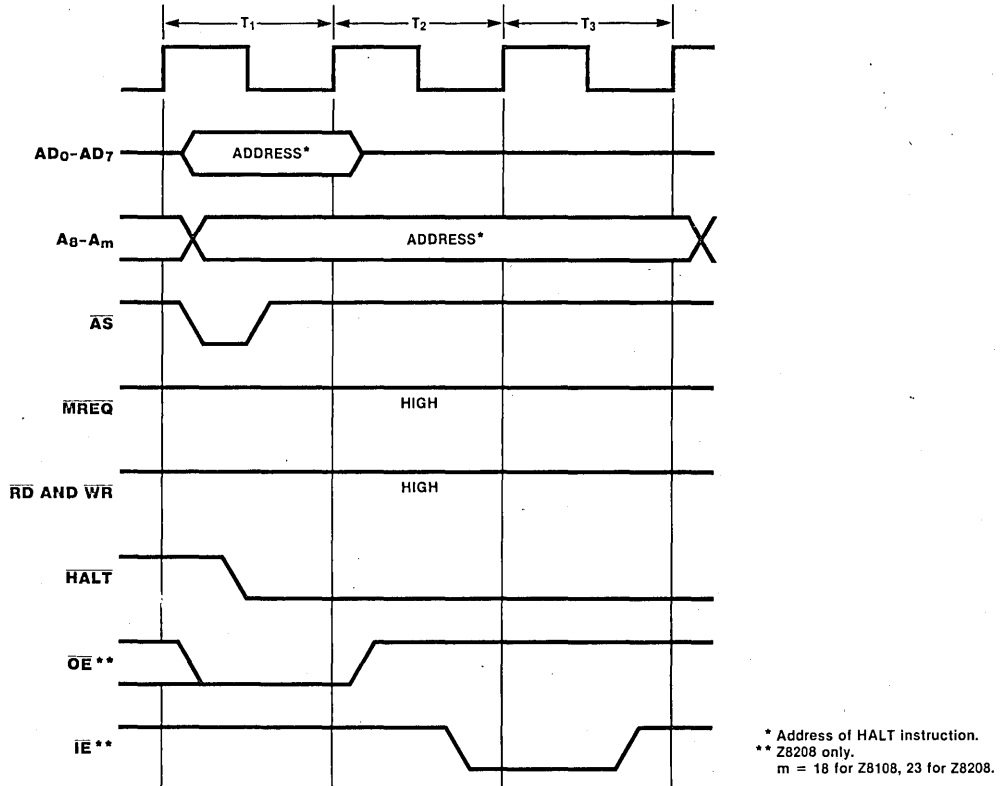 T1 T2 T3
AD0-AD7 ADDRESS*
A8-Am ADDRESS*
AS
MREQ HIGH
RD AND WR HIGH
HALT
OE**
IE**
* Address of HALT instruction.
** Z8208 only.
m = 18 for Z8108, 23 for Z8208.